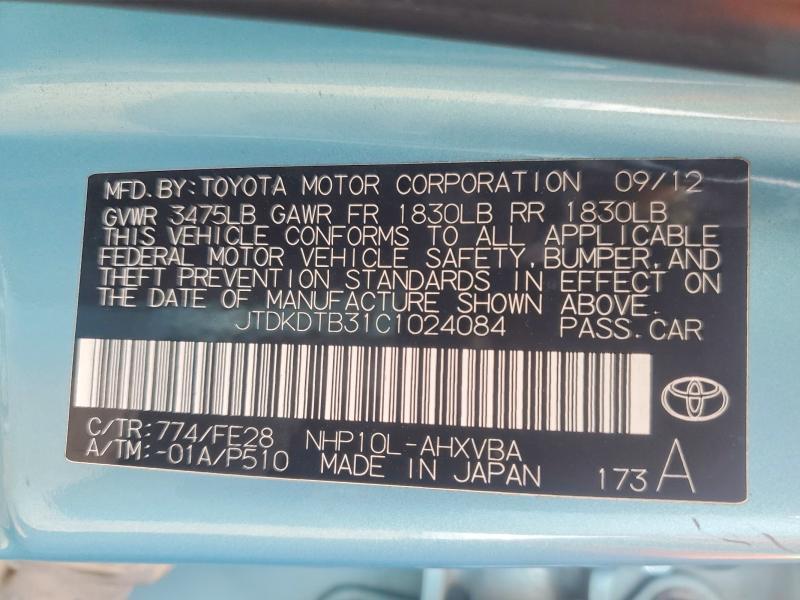 MFD.BY:TOYOTA MOTOR CORPORATION 09/12
GVWR 3475LB GAWR FR 1830LB RR 1830LB
THIS VEHICLE CONFORMS TO ALL APPLICABLE
FEDERAL MOTOR VEHICLE SAFETY,BUMPER,AND
THEFT PREVENTION STANDARDS IN EFFECT ON
THE DATE OF MANUFACTURE SHOWN ABOVE.
JTDKDTB31C1024084 PASS.CAR
C/TR:774/FE28 NHP10L-AHXVBA
A/TM:-01A/P510 MADE IN JAPAN 173 A